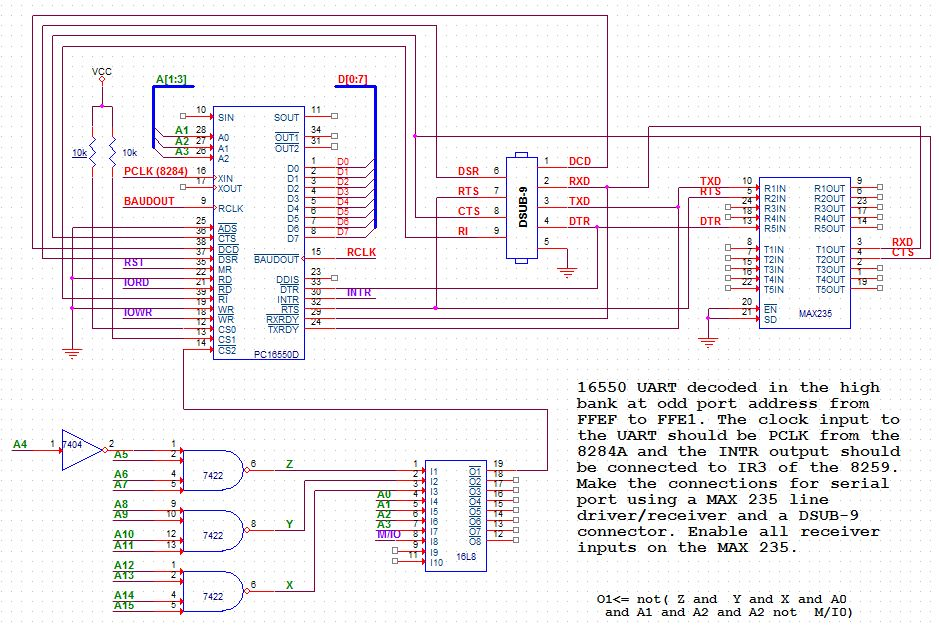 VCC
A[1:3]
D[0:7]
10k
10k
10 SIN
A1 28 A0
A2 27 A1
A3 26 A2
PCLK (8284) 16 XIN
17 XOUT
BAUDOUT 9 RCLK
25 ADS
36 CTS
38 DCD
37 DSR
RST 35 MR
22 RD
IORD 21 RD
39 RI
19 WR
IOWR 18 WR
12 CS0
13 CS1
14 CS2
SOUT 11
OUT1 34
OUT2 31
D0 1 D0
D1 2 D1
D2 3 D2
D3 4 D3
D4 5 D4
D5 6 D5
D6 7 D6
D7 8 D7
BAUDOUT 15 RCLK
DDIS 23
DTR 33
INTR 30 INTR
RTS 32
RXRDY 29
TXRDY 24
PC16550D
DSR 6
RTS 7
CTS 8
RI 9
DSUB-9
1 DCD
2 RXD
3 TXD
4 DTR
5
TXD 10 R1IN
RTS 5 R2IN
24 R3IN
18 R4IN
DTR 13 R5IN
8 T1IN
7 T2IN
15 T3IN
16 T4IN
22 T5IN
20 EN
21 SD
R1OUT 9
R2OUT 6
R3OUT 23
R4OUT 17
R5OUT 14
T1OUT 3 RXD
T2OUT 4 CTS
T3OUT 2
T4OUT 1
T5OUT 19
MAX235
A4 1 7404 2
1
A5 2
A6 4
A7 5
7422
6 Z
A8 9
A9 10
A10 12
A11 13
7422
8 Y
A12 1
A13 2
A14 4
A15 5
7422
6 X
1 I1
2 I2
3 I3
A0 4 I4
A1 5 I5
A2 6 I6
A3 7 I7
M/IO 8 I8
9 I9
11 I10
O1 19
O2 18
O3 17
O4 16
O5 15
O6 14
O7 13
O8 12
16L8
16550 UART decoded in the high
bank at odd port address from
FFEF to FFE1. The clock input to
the UART should be PCLK from the
8284A and the INTR output should
be connected to IR3 of the 8259.
Make the connections for serial
port using a MAX 235 line
driver/receiver and a DSUB-9
connector. Enable all receiver
inputs on the MAX 235.
O1<= not( Z and Y and X and A0
and A1 and A2 and A2 not M/I0)